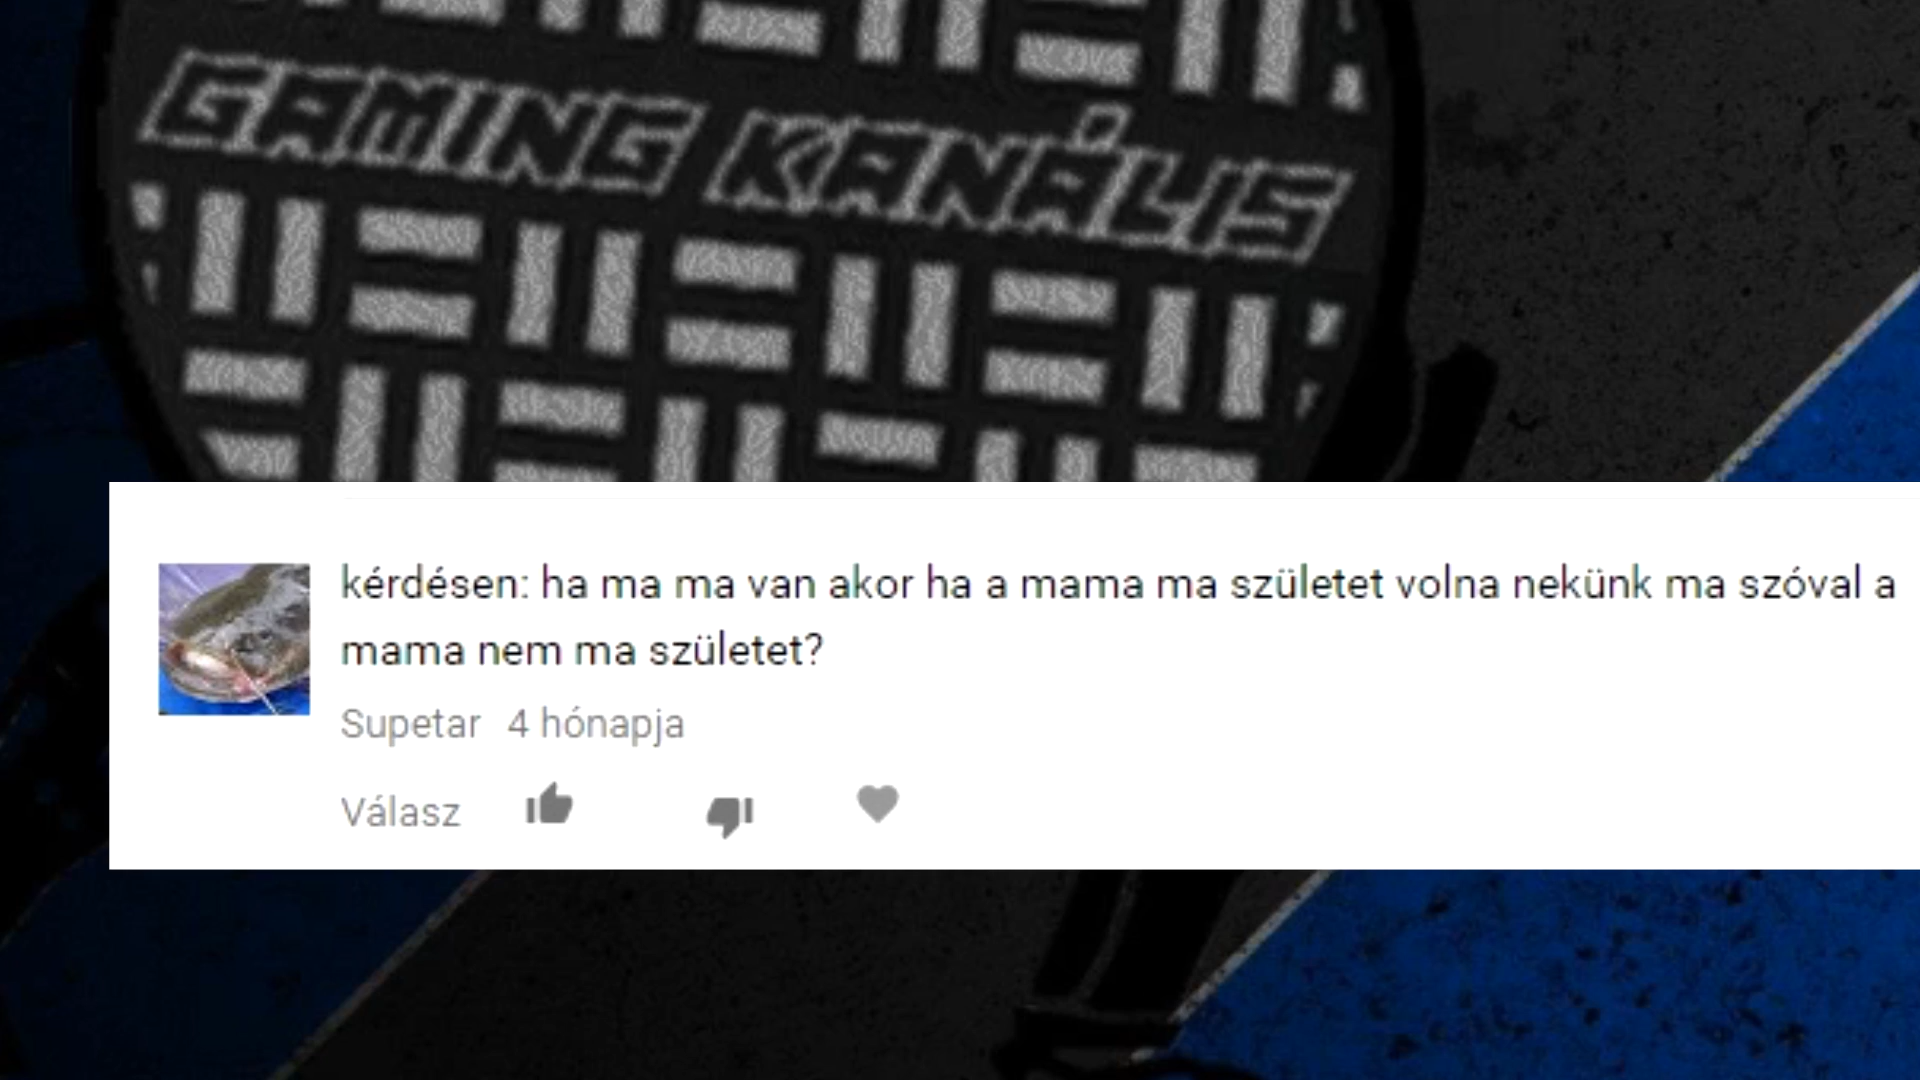 GAMING KANÁLIS
kérdésen: ha ma ma van akor ha a mama ma születet volna nekünk ma szóval a
mama nem ma születet?
Supetar 4 hónapja
Válasz